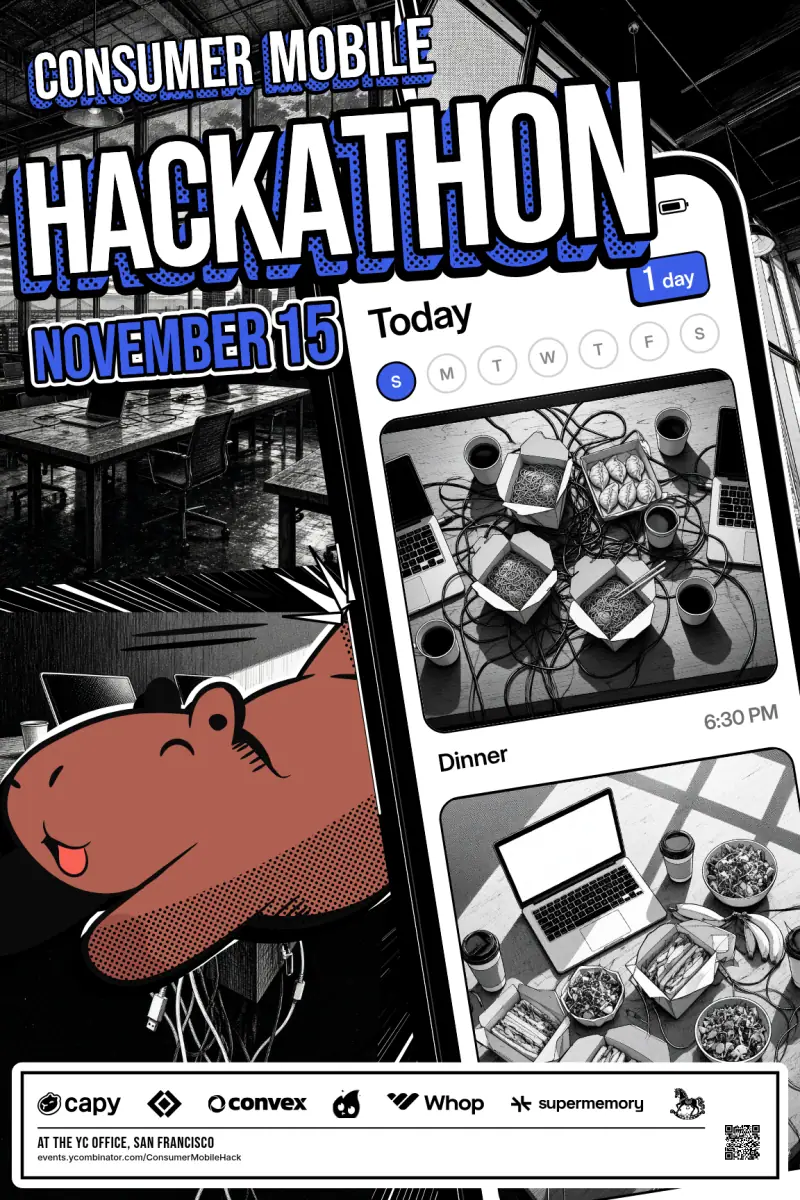 CONSUMER MOBILE
HACKATHON
NOVEMBER 15
1 day
Today
S M T W T F S
6:30 PM
Dinner
capy
convex
Whop
supermemory
AT THE YC OFFICE, SAN FRANCISCO
events.ycombinator.com/ConsumerMobileHack